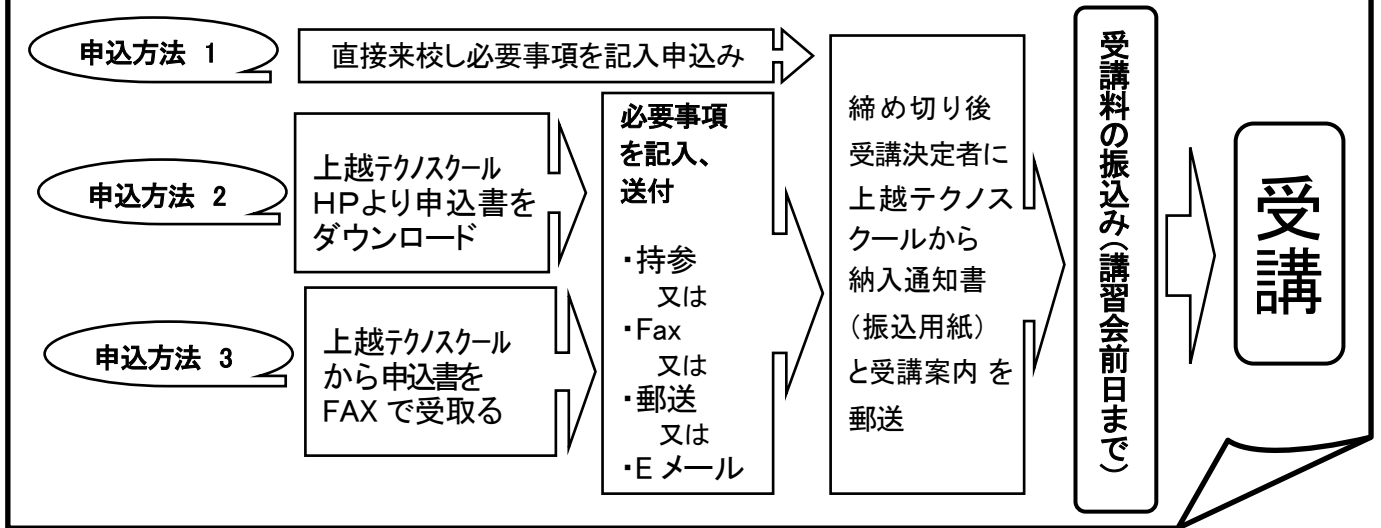 申込方法 1
直接来校し必要事項を記入申込み
申込方法 2
上越ﾃｸﾉｽｸｰﾙ
HPより申込書を
ダウンロード
申込方法 3
上越ﾃｸﾉｽｸｰﾙ
から申込書を
FAX で受取る
必要事項
を記入、
送付
・持参
又は
・Fax
又は
・郵送
又は
・E メール
締め切り後
受講決定者に
上越テクノス
クールから
納入通知書
（振込用紙）
と受講案内 を
郵送
受講料の振込み（講習会前日まで）
受講